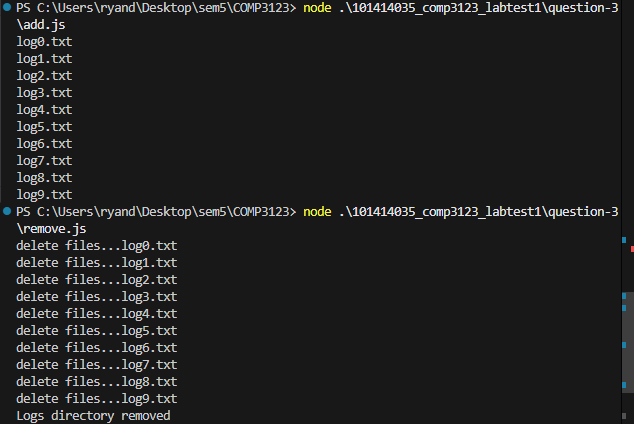 PS C:\Users\ryand\Desktop\sem5\COMP3123> node .\101414035_comp3123_labtest1\question-3
\add.js
log0.txt
log1.txt
log2.txt
log3.txt
log4.txt
log5.txt
log6.txt
log7.txt
log8.txt
log9.txt
PS C:\Users\ryand\Desktop\sem5\COMP3123> node .\101414035_comp3123_labtest1\question-3
\remove.js
delete files...log0.txt
delete files...log1.txt
delete files...log2.txt
delete files...log3.txt
delete files...log4.txt
delete files...log5.txt
delete files...log6.txt
delete files...log7.txt
delete files...log8.txt
delete files...log9.txt
Logs directory removed